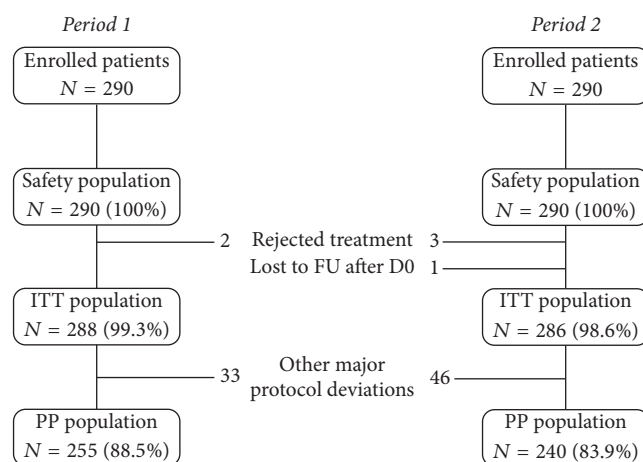 Period 1
Period 2
Enrolled patients
N = 290
Enrolled patients
N = 290
Safety population
N = 290 (100%)
Safety population
N = 290 (100%)
2 Rejected treatment 3
Lost to FU after D0 1
ITT population
N = 288 (99.3%)
ITT population
N = 286 (98.6%)
33 Other major protocol deviations 46
PP population
N = 255 (88.5%)
PP population
N = 240 (83.9%)